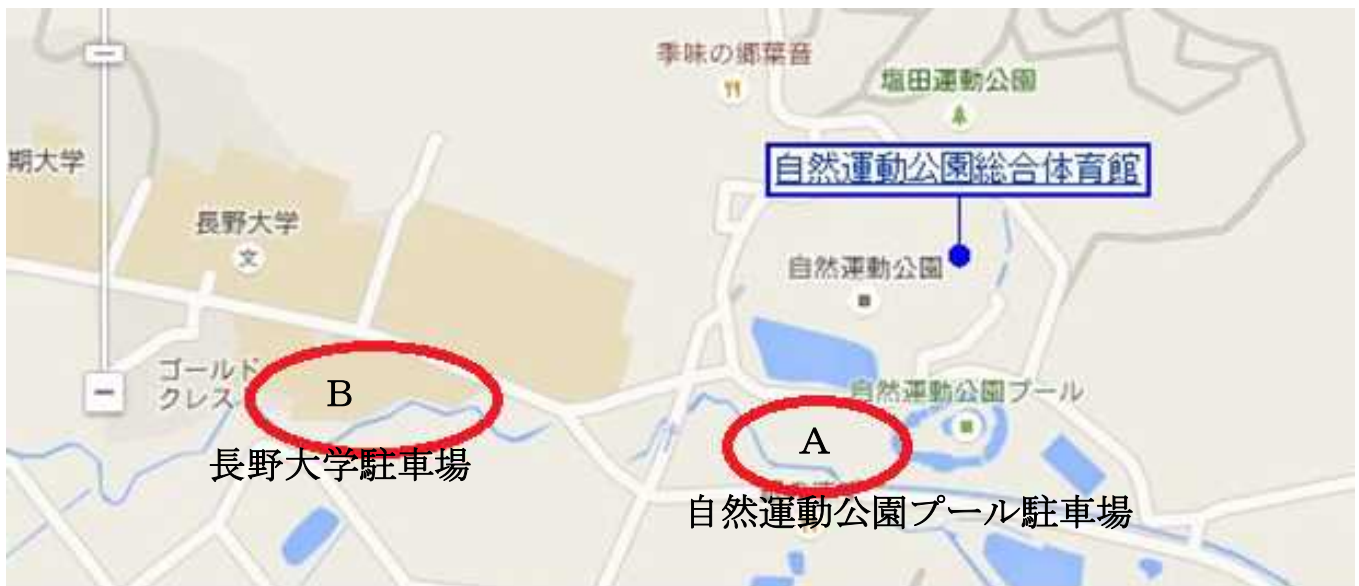 季味の郷葉音
塩田運動公園
自然運動公園総合体育館
期大学
長野大学
文
自然運動公園
ゴールド
クレス
B
自然運動公園プール
A
長野大学駐車場
自然運動公園プール駐車場